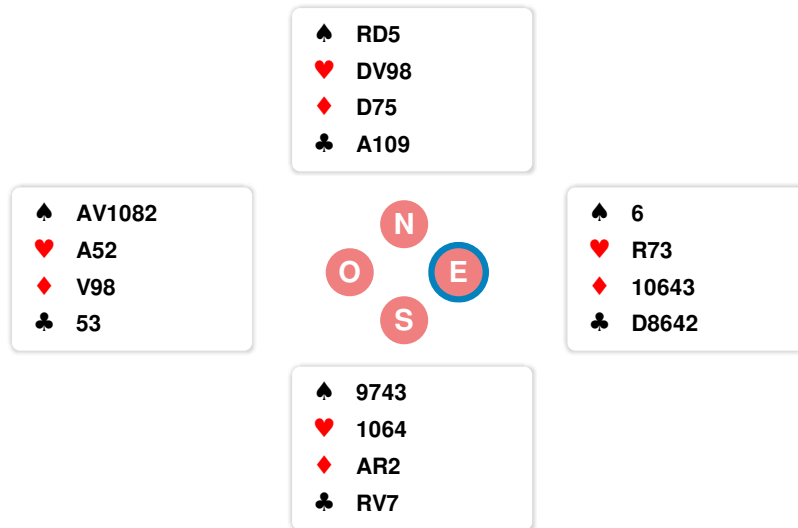 ♠ RD5
♥ DV98
♦ D75
♣ A109
♠ AV1082
♥ A52
♦ V98
♣ 53
N
O
E
S
♠ 6
♥ R73
♦ 10643
♣ D8642
♠ 9743
♥ 1064
♦ AR2
♣ RV7